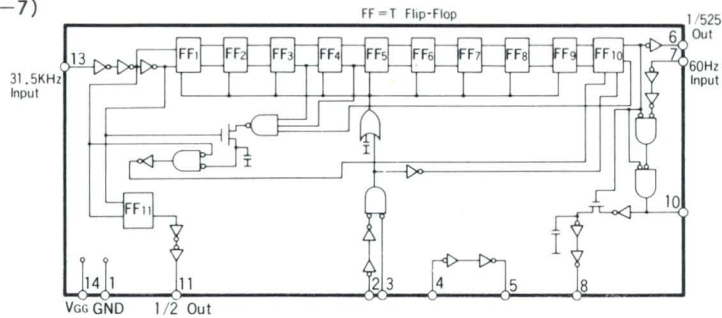 -7)
FF=T Flip-Flop
1/525
Out
6
7
60Hz
Input
13
31.5KHz
Input
FF1 FF2 FF3 FF4 FF5 FF6 FF7 FF8 FF9 FF10
FF11
10
14 1 11 2 3 4 5 8
VGG GND 1/2 Out